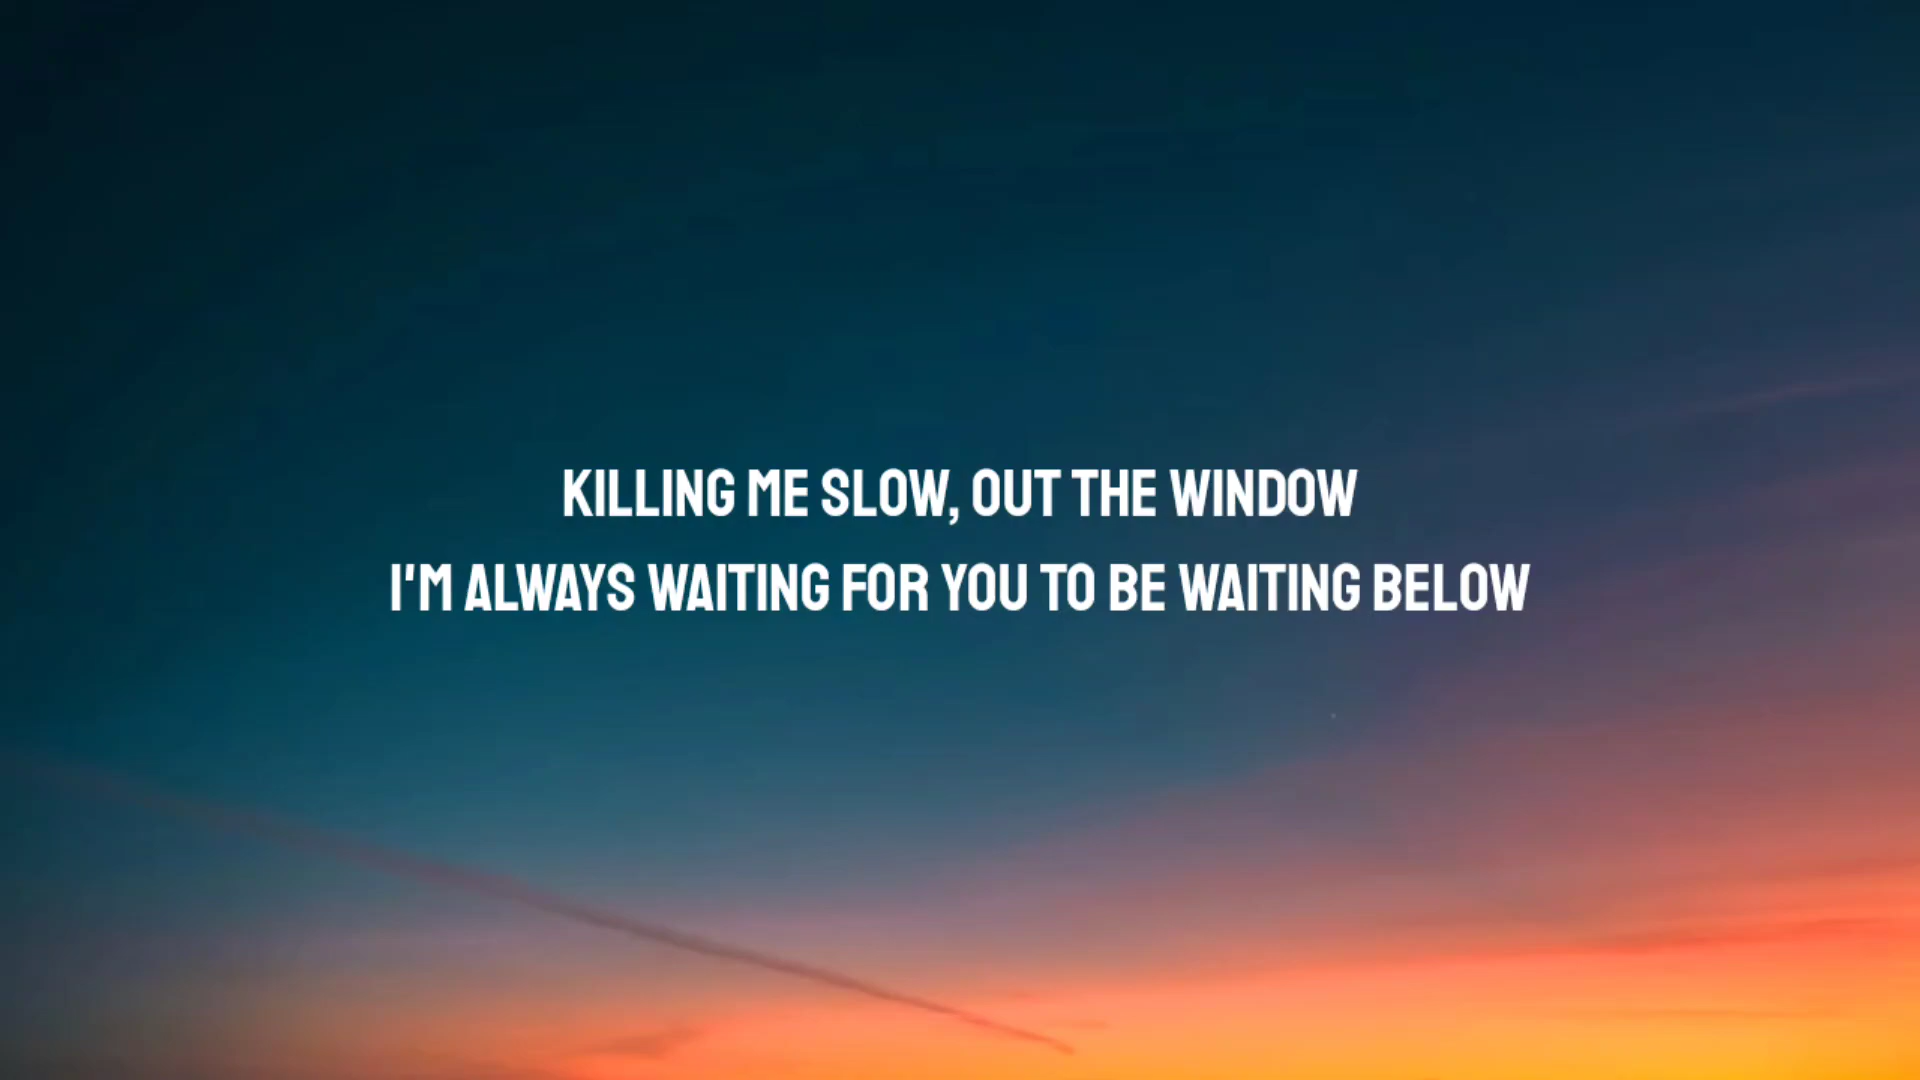 KILLING ME SLOW, OUT THE WINDOW
I'M ALWAYS WAITING FOR YOU TO BE WAITING BELOW